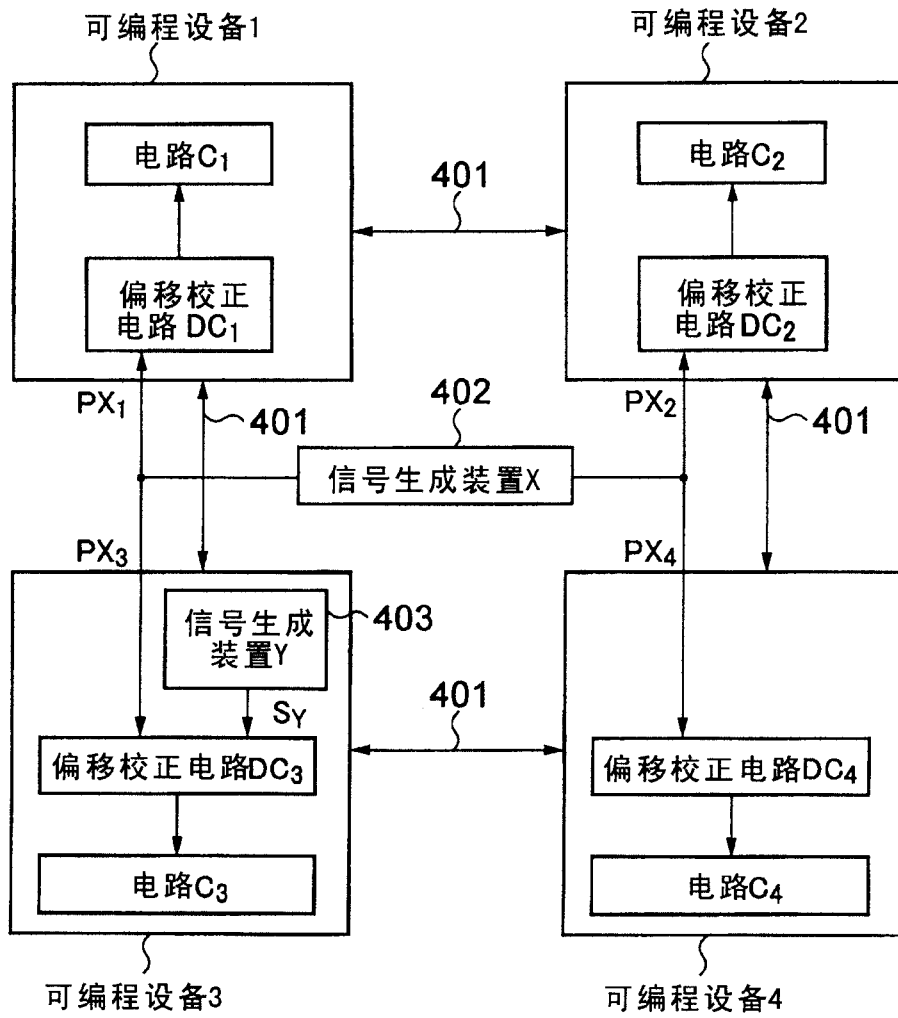 可编程设备1
可编程设备2
电路C₁
电路C₂
401
偏移校正
电路DC₁
偏移校正
电路DC₂
PX₁
401
402
PX₂
401
信号生成装置X
PX₃
PX₄
信号生成
装置Y
403
401
Sʏ
偏移校正电路DC₃
偏移校正电路DC₄
电路C₃
电路C₄
可编程设备3
可编程设备4